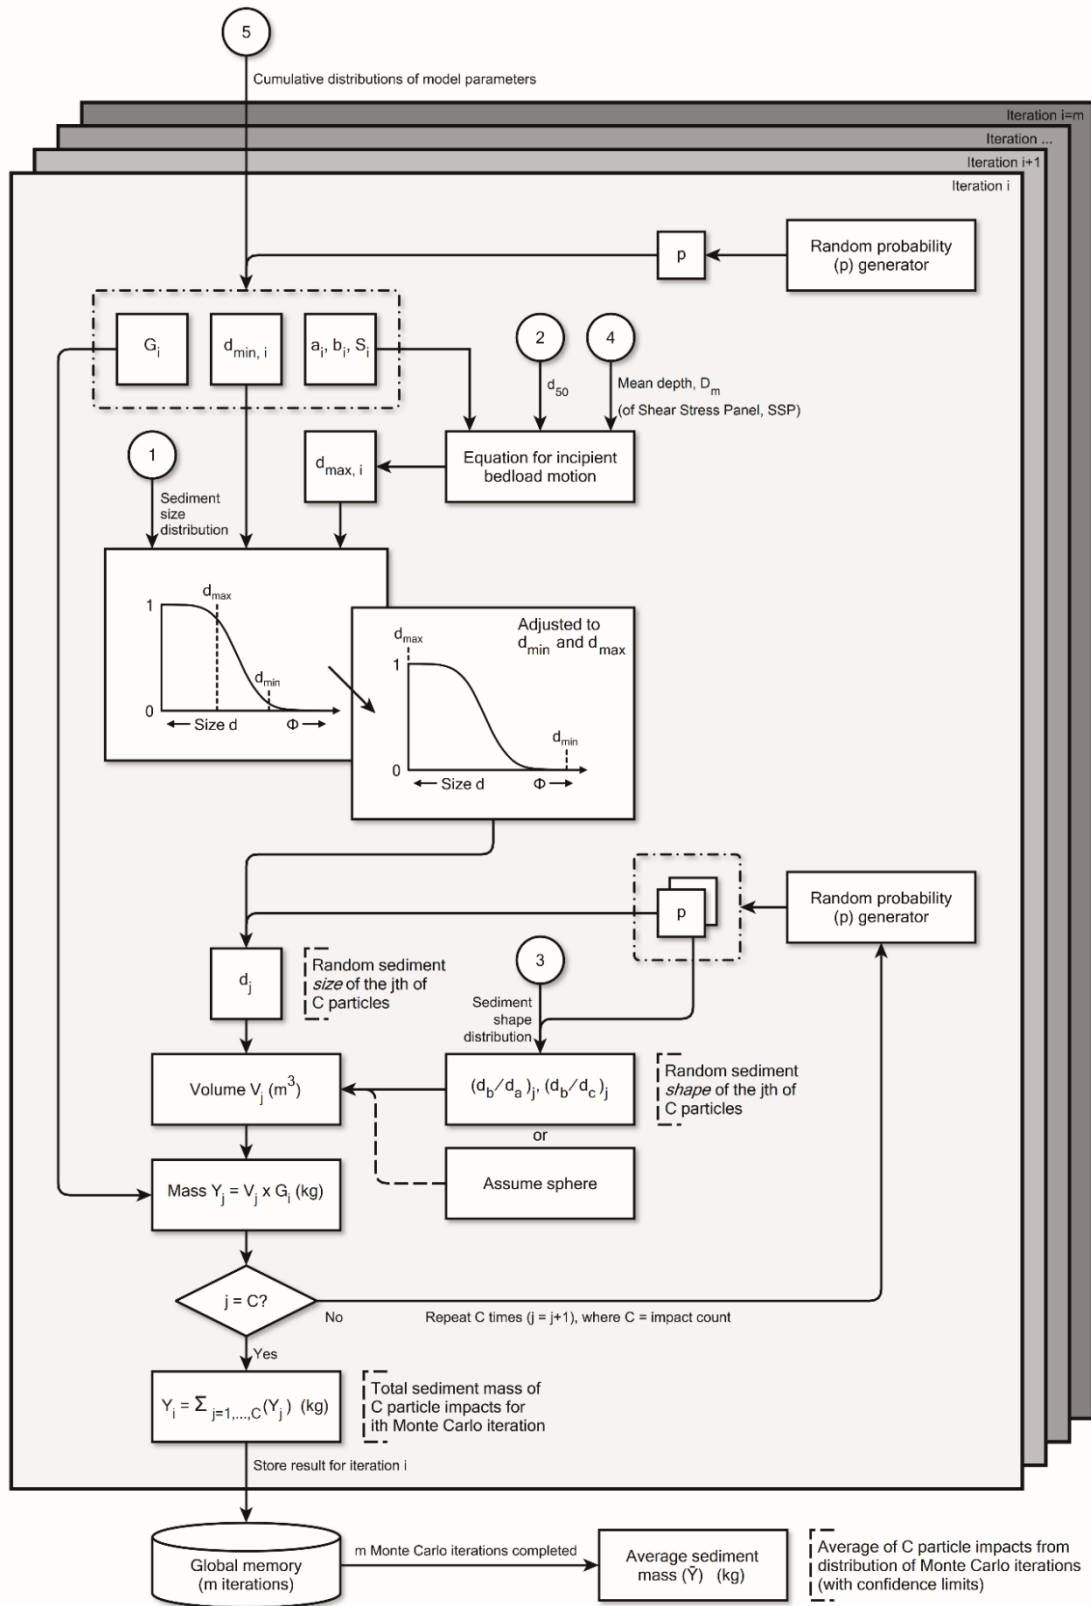 5
Cumulative distributions of model parameters
Iteration i=m
Iteration ...
Iteration i+1
Iteration i
p
Random probability
(p) generator
G_i
d_min, i
a_i, b_i, S_i
2
4
d_50
Mean depth, D_m
(of Shear Stress Panel, SSP)
1
Sediment
size
distribution
d_max, i
Equation for incipient
bedload motion
d_max
1
d_min
0
← Size d
Φ →
Adjusted to
d_min and d_max
d_max
1
d_min
0
← Size d
Φ →
p
Random probability
(p) generator
d_j
Random sediment
size of the jth of
C particles
3
Sediment
shape
distribution
Volume V_j (m^3)
(d_b/d_a)_j, (d_b/d_c)_j
Random sediment
shape of the jth of
C particles
or
Assume sphere
Mass Y_j = V_j x G_i (kg)
j = C?
No
Repeat C times (j = j+1), where C = impact count
Yes
Y_i = Σ_j=1,...,C (Y_j) (kg)
Total sediment mass of
C particle impacts for
ith Monte Carlo iteration
Store result for iteration i
Global memory
(m iterations)
m Monte Carlo iterations completed
Average sediment
mass (Ȳ) (kg)
Average of C particle impacts from
distribution of Monte Carlo iterations
(with confidence limits)